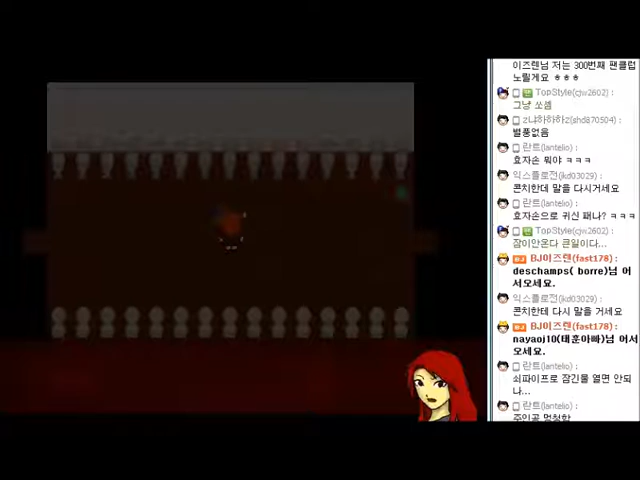 이즈렌님 저는 300번째 팬클럽
노릴게요 ㅎㅎㅎ
TopStyle(cjw2602) :
그냥 쏘셈
z냐하하하z(shd870504) :
별풍없음
란트(lantelio) :
효자손 뭐야 ㅋㅋㅋ
익스플로전(kd03029) :
콘치한데 말을 다시거세요
란트(lantelio) :
효자손으로 귀신 패나? ㅋㅋㅋ
TopStyle(cjw2602) :
잠이안온다 큰일이다...
BJ BJ이즈렌(fast178) :
deschamps( borre)님 어
서오세요.
익스플로전(kd03029) :
콘치한테 다시 말을 거세요
BJ BJ이즈렌(fast178) :
nayaoj10(태훈아빠)님 어서
오세요.
란트(lantelio) :
쇠파이프로 잠긴물 열면 안되
나...
란트(lantelio) :
주인공 멍청함